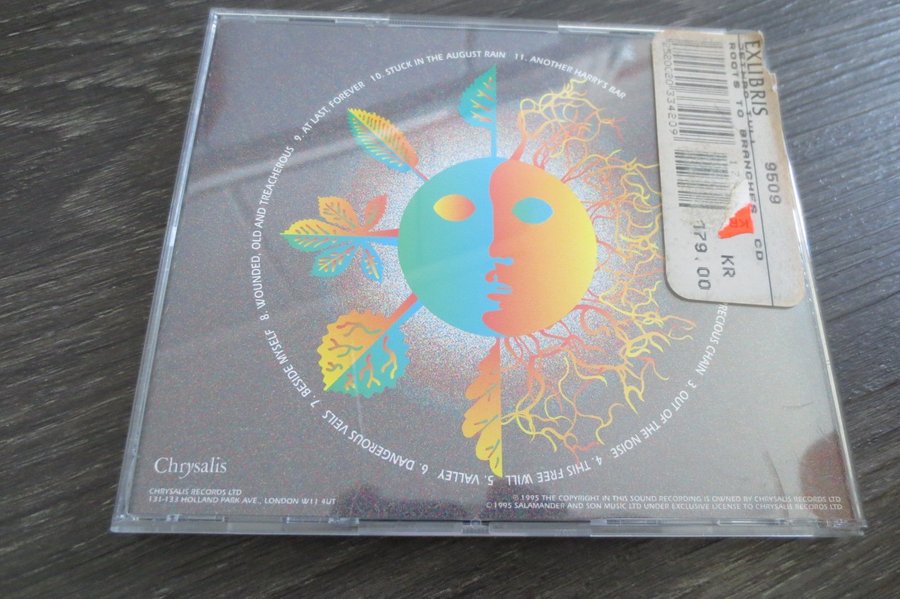 RECIOUS CHAIN 3. OUT OF THE NOISE 4. THIS FREE WILL 5. VALLEY 6. DANGEROUS VEILS 7. BESIDE MYSELF 8. WOUNDED, OLD AND TREACHEROUS 9. AT LAST, FOREVER 10. STUCK IN THE AUGUST RAIN 11. ANOTHER HARRY'S BAR
EXLIBRIS 9509 CD
ROOTS TO BRANCHES
KR
KR
179.00
Chrysalis
CHRYSALIS RECORDS LTD
131-133 HOLLAND PARK AVE., LONDON W11 4UT
℗ 1995 THE COPYRIGHT IN THIS SOUND RECORDING IS OWNED BY CHRYSALIS RECORDS LTD
© 1995 SALAMANDER AND SON MUSIC LTD UNDER EXCLUSIVE LICENSE TO CHRYSALIS RECORDS LTD